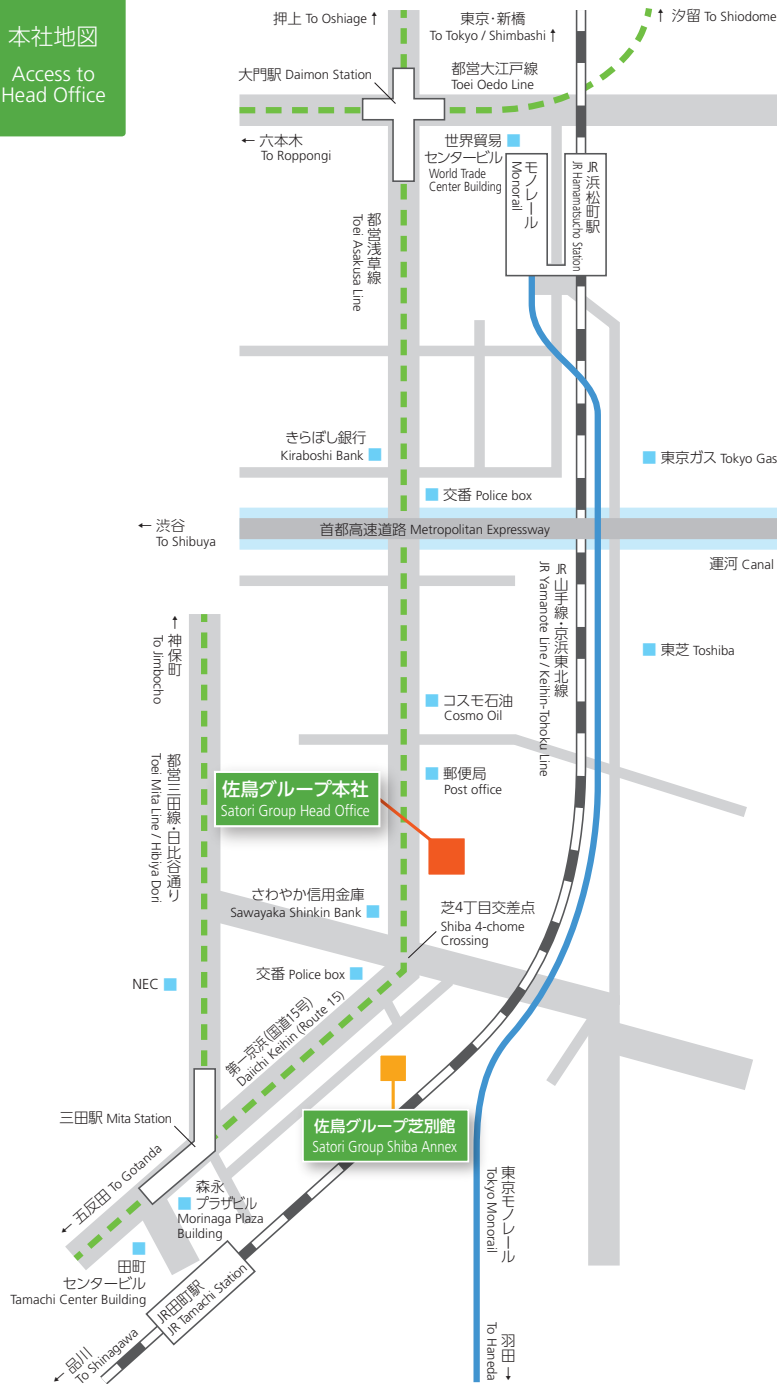 本社地図
Access to
Head Office
押上 To Oshiage ↑
東京・新橋
To Tokyo / Shimbashi ↑
↑ 汐留 To Shiodome
大門駅 Daimon Station
都営大江戸線
Toei Oedo Line
← 六本木
To Roppongi
世界貿易
センタービル
World Trade
Center Building
モノレール
Monorail
JR浜松町駅
JR Hamamatsucho Station
都営浅草線
Toei Asakusa Line
きらぼし銀行
Kiraboshi Bank
東京ガス Tokyo Gas
交番 Police box
← 渋谷
To Shibuya
首都高速道路 Metropolitan Expressway
運河 Canal
JR山手線・京浜東北線
JR Yamanote Line / Keihin-Tohoku Line
← 神保町
To Jimbocho
東芝 Toshiba
コスモ石油
Cosmo Oil
都営三田線・日比谷通り
Toei Mita Line / Hibiya Dori
郵便局
Post office
佐鳥グループ本社
Satori Group Head Office
さわやか信用金庫
Sawayaka Shinkin Bank
芝4丁目交差点
Shiba 4-chome
Crossing
交番 Police box
NEC
第一京浜(国道15号)
Daiichi Keihin (Route 15)
三田駅 Mita Station
佐鳥グループ芝別館
Satori Group Shiba Annex
← 五反田 To Gotanda
森永
プラザビル
Morinaga Plaza
Building
東京モノレール
Tokyo Monorail
田町
センタービル
Tamachi Center Building
JR田町駅
JR Tamachi Station
← 品川
To Shinagawa
羽田 →
To Haneda